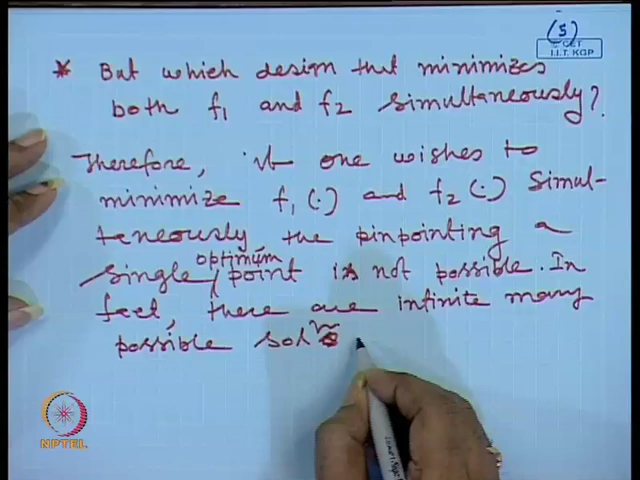 (5)
CET
I.I.T. KGP
* But which design that minimizes
both f1 and f2 simultaneously?
Therefore, if one wishes to
minimize f1(·) and f2(·) Simul-
teneously the pinpointing a
single optimum point is not possible. In
fect, there are infinite many
possible solns
NPTEL